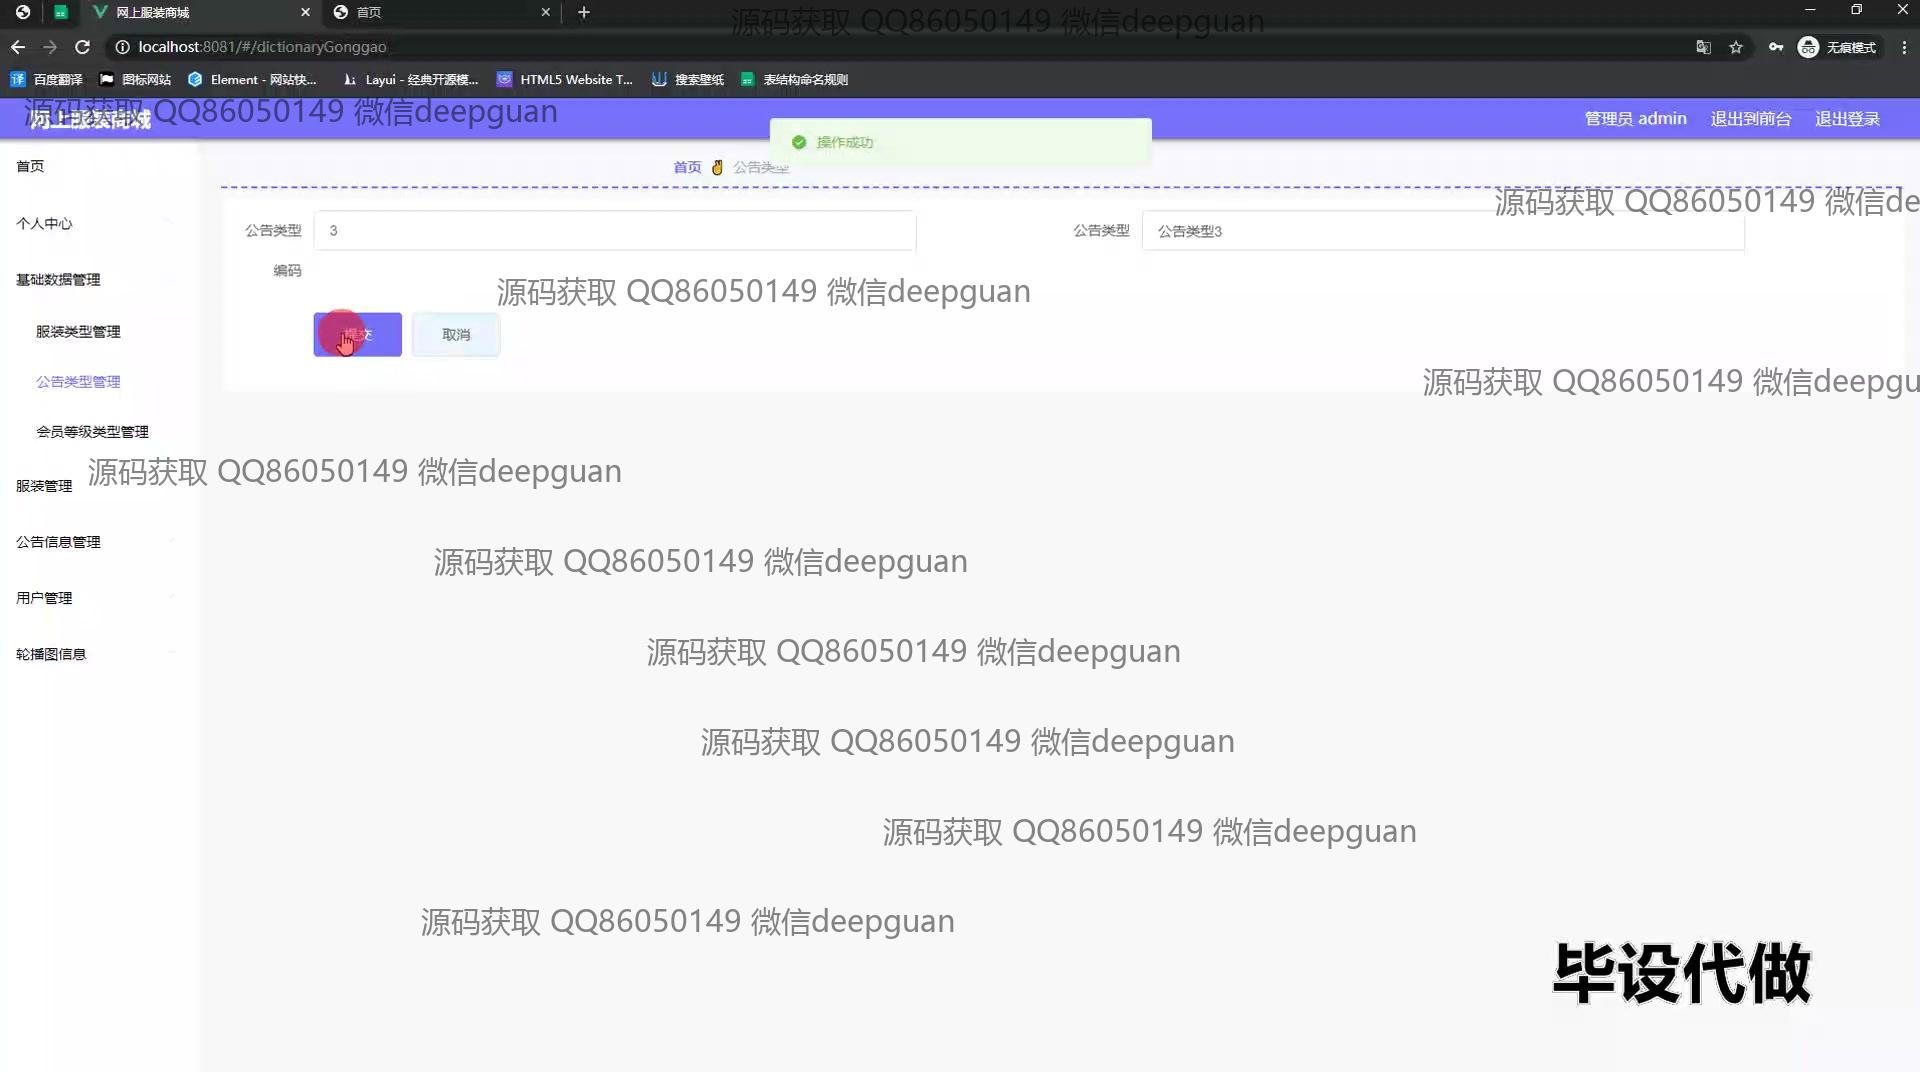 网上服装商城
首页
源码获取 QQ86050149 微信deepguan
localhost:8081/#/dictionaryGonggao
无痕模式
百度翻译
图标网站
Element - 网站快...
Layui - 经典开源模...
HTML5 Website T...
搜索壁纸
表结构命名规则
源码获取 QQ86050149 微信deepguan
网上服装商城
管理员 admin
退出到前台
退出登录
操作成功
首页
公告类型
首页
个人中心
基础数据管理
服装类型管理
公告类型管理
会员等级类型管理
服装管理
公告信息管理
用户管理
轮播图信息
源码获取 QQ86050149 微信de
公告类型
编码
3
公告类型
公告类型3
源码获取 QQ86050149 微信deepguan
提交
取消
源码获取 QQ86050149 微信deepgu
源码获取 QQ86050149 微信deepguan
源码获取 QQ86050149 微信deepguan
源码获取 QQ86050149 微信deepguan
源码获取 QQ86050149 微信deepguan
源码获取 QQ86050149 微信deepguan
源码获取 QQ86050149 微信deepguan
毕设代做